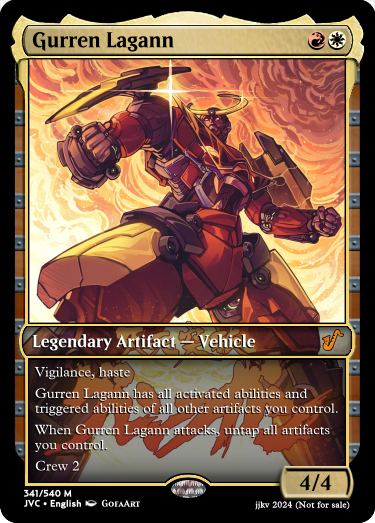 Gurren Lagann
Legendary Artifact — Vehicle
Vigilance, haste
Gurren Lagann has all activated abilities and
triggered abilities of all other artifacts you control.
When Gurren Lagann attacks, untap all artifacts
you control.
Crew 2
4/4
341/540 M
JVC • English GofaArt
jjkv 2024 (Not for sale)